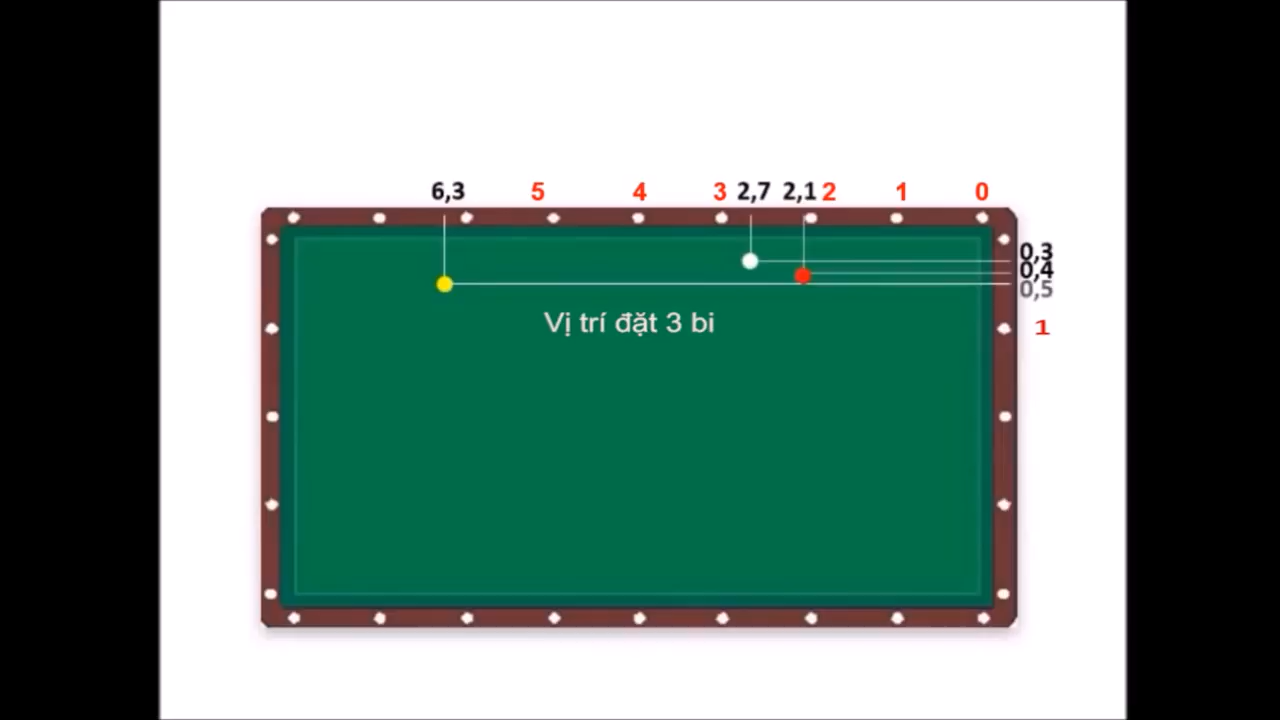 6,3 5 4 3 2,7 2,1 2 1 0
0,3
0,4
0,5
Vị trí đặt 3 bi
1